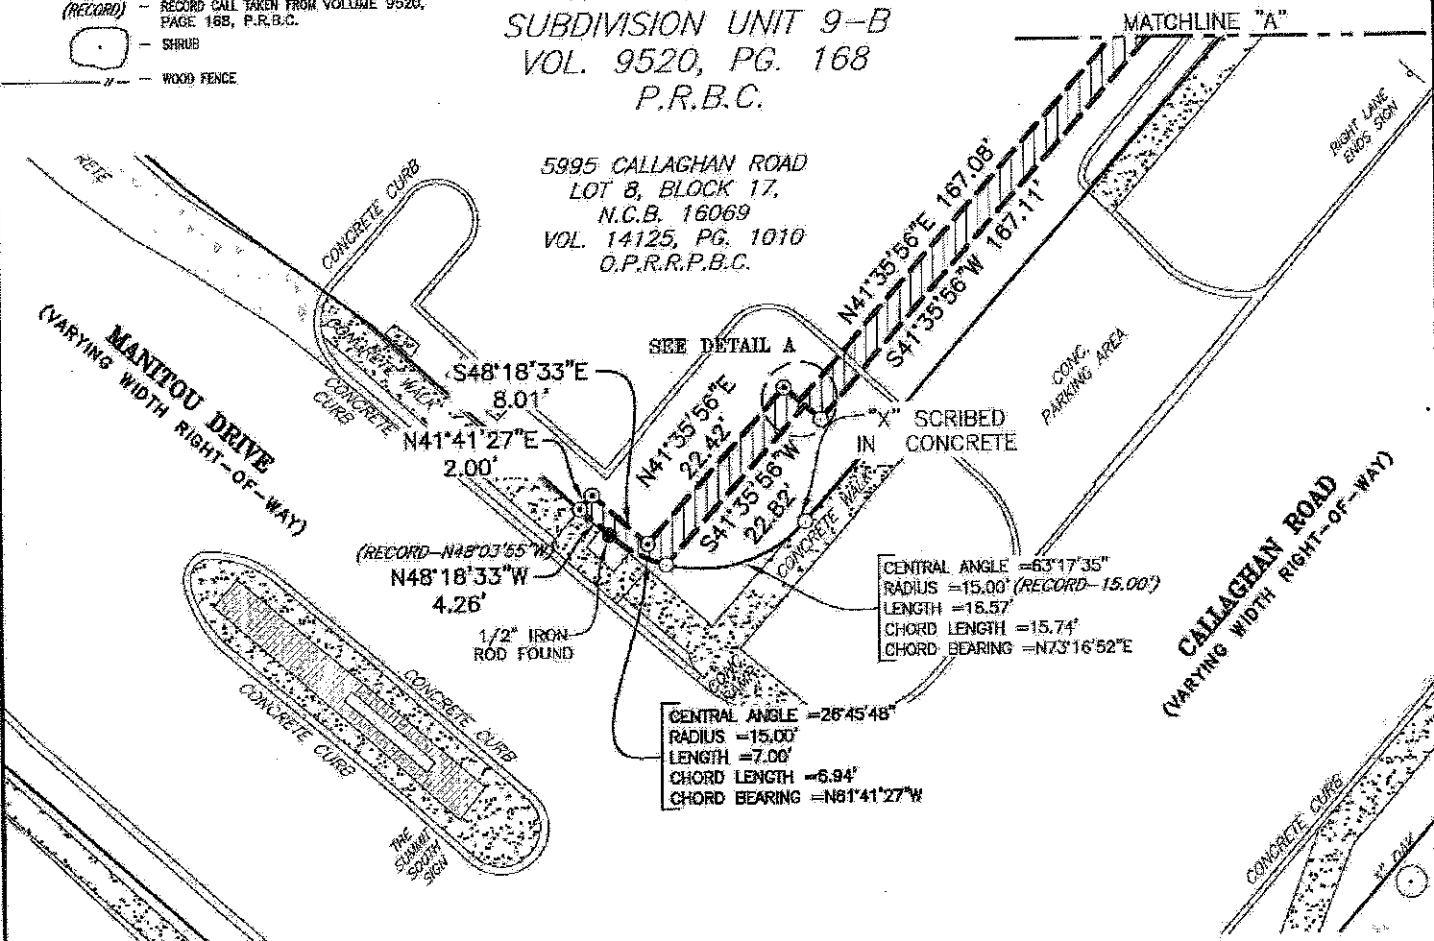 (RECORD) – RECORD CALL TAKEN FROM VOLUME 9520,
PAGE 168, P.R.B.C.
– SHRUB
– WOOD FENCE
SUBDIVISION UNIT 9–B
VOL. 9520, PG. 168
P.R.B.C.
MATCHLINE "A"
RIGHT LANE
ENDS SIGN
5995 CALLAGHAN ROAD
LOT 8, BLOCK 17,
N.C.B. 16069
VOL. 14125, PG. 1010
O.P.R.R.P.B.C.
CONCRETE CURB
N41°35'56"E 167.08'
S41°35'56"W 167.11'
MANITOU DRIVE
(VARYING WIDTH RIGHT–OF–WAY)
CONCRETE WALK
CONCRETE
CURB
SEE DETAIL A
CONC.
PARKING AREA
S48°18'33"E
8.01'
N41°41'27"E
2.00'
N41°35'56"E
22.42'
S41°35'56"W
22.82'
"X" SCRIBED
IN CONCRETE
CONCRETE WALK
(RECORD–N48°03'55"W)
N48°18'33"W
4.26'
1/2" IRON
ROD FOUND
CENTRAL ANGLE =63°17'35"
RADIUS =15.00' (RECORD–15.00')
LENGTH =16.57'
CHORD LENGTH =15.74'
CHORD BEARING =N73°16'52"E
CALLAGHAN ROAD
(VARYING WIDTH RIGHT–OF–WAY)
CONC.
RAMP
CENTRAL ANGLE =26°45'48"
RADIUS =15.00'
LENGTH =7.00'
CHORD LENGTH =6.94'
CHORD BEARING =N61°41'27"W
CONCRETE CURB
CONCRETE CURB
THE
SUMMIT
SOUTH
SIGN
CONCRETE CURB
OAK